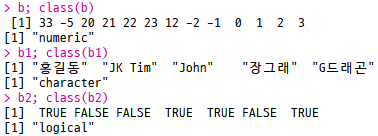 > b; class(b)
[1] 33 -5 20 21 22 23 12 -2 -1 0 1 2 3
[1] "numeric"
> b1; class(b1)
[1] "홍길동" "JK Tim" "John" "장그래" "G드래곤"
[1] "character"
> b2; class(b2)
[1] TRUE FALSE FALSE TRUE TRUE FALSE TRUE
[1] "logical"